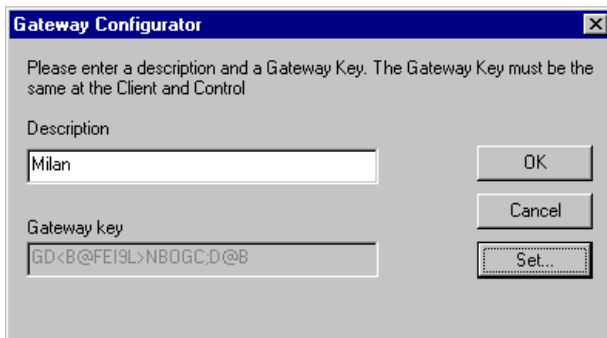 Gateway Configurator
Please enter a description and a Gateway Key. The Gateway Key must be the
same at the Client and Control
Description
Milan
OK
Cancel
Gateway key
GD<B@FEI9L>NBOGC;D@B
Set...